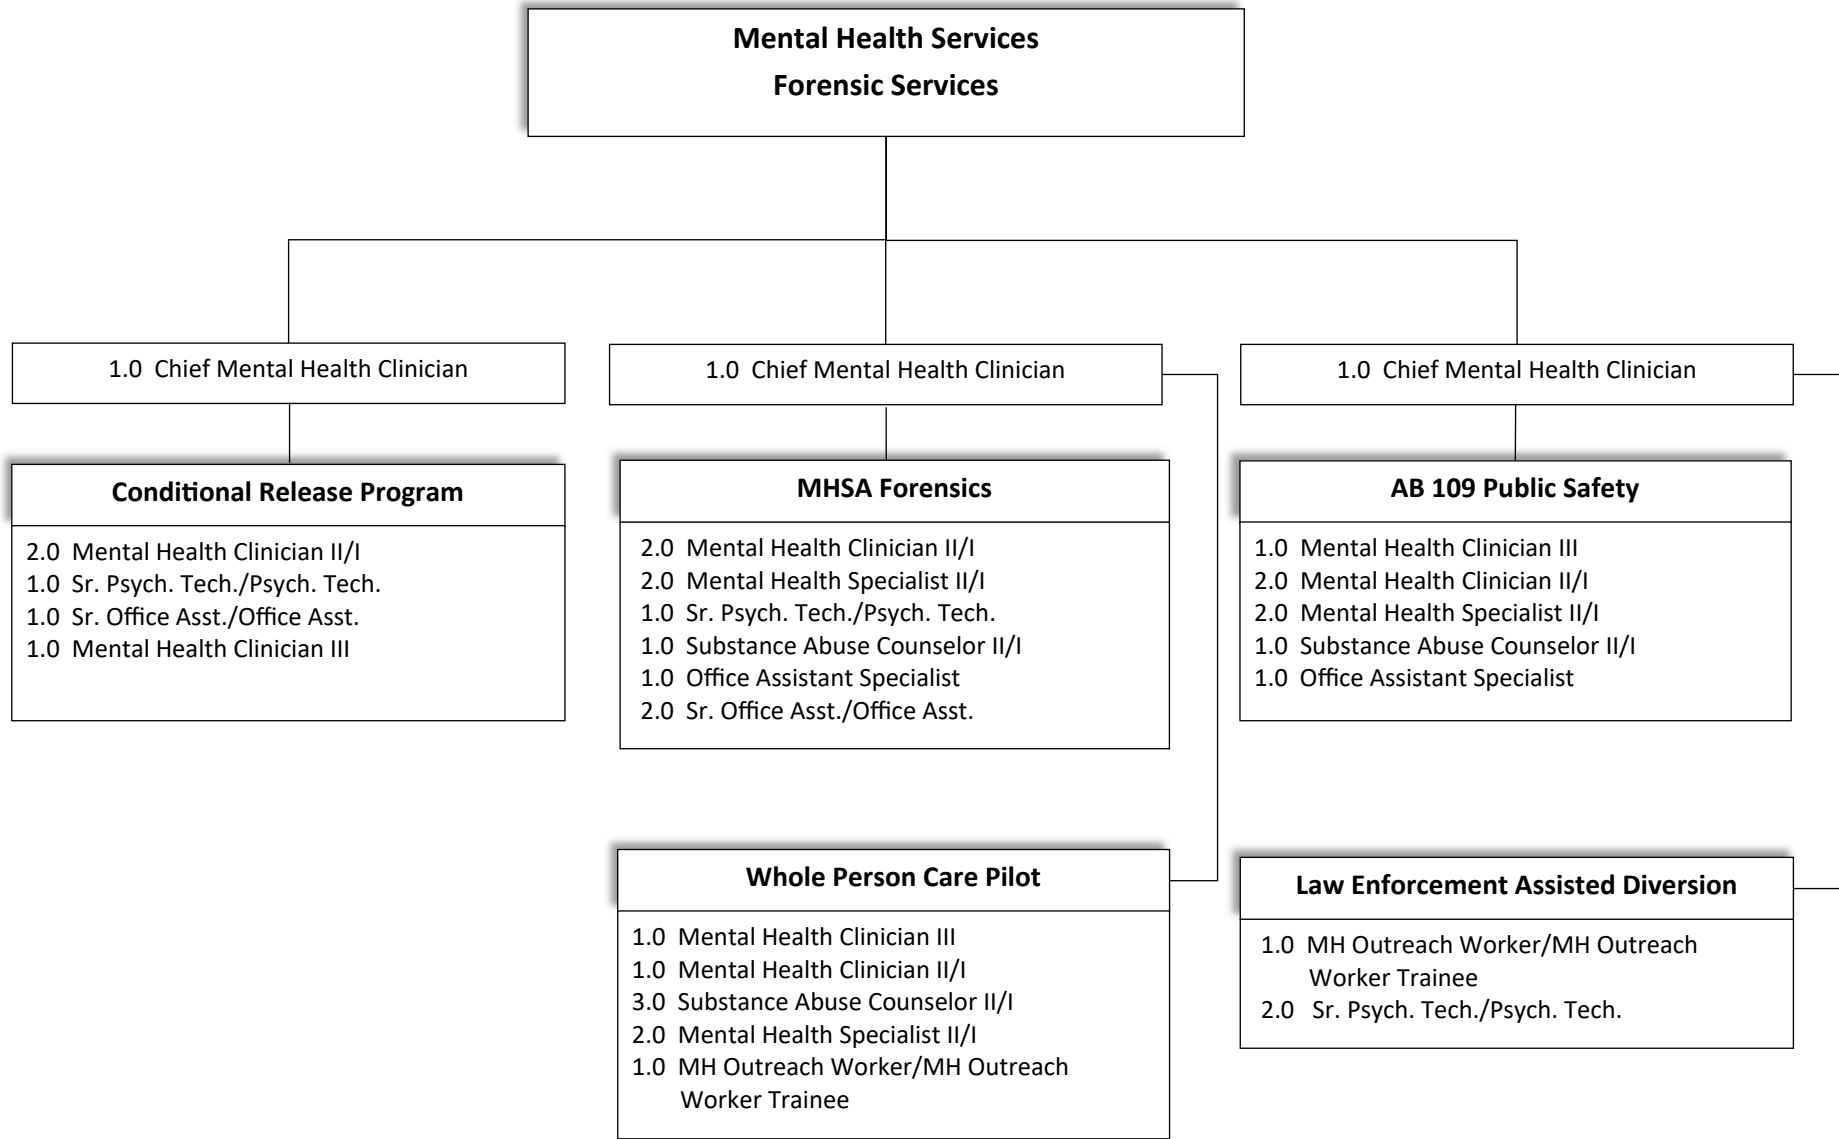 Mental Health Services
Forensic Services
1.0 Chief Mental Health Clinician
1.0 Chief Mental Health Clinician
1.0 Chief Mental Health Clinician
Conditional Release Program
2.0 Mental Health Clinician II/I
1.0 Sr. Psych. Tech./Psych. Tech.
1.0 Sr. Office Asst./Office Asst.
1.0 Mental Health Clinician III
MHSA Forensics
2.0 Mental Health Clinician II/I
2.0 Mental Health Specialist II/I
1.0 Sr. Psych. Tech./Psych. Tech.
1.0 Substance Abuse Counselor II/I
1.0 Office Assistant Specialist
2.0 Sr. Office Asst./Office Asst.
AB 109 Public Safety
1.0 Mental Health Clinician III
2.0 Mental Health Clinician II/I
2.0 Mental Health Specialist II/I
1.0 Substance Abuse Counselor II/I
1.0 Office Assistant Specialist
Whole Person Care Pilot
1.0 Mental Health Clinician III
1.0 Mental Health Clinician II/I
3.0 Substance Abuse Counselor II/I
2.0 Mental Health Specialist II/I
1.0 MH Outreach Worker/MH Outreach
Worker Trainee
Law Enforcement Assisted Diversion
1.0 MH Outreach Worker/MH Outreach
Worker Trainee
2.0 Sr. Psych. Tech./Psych. Tech.